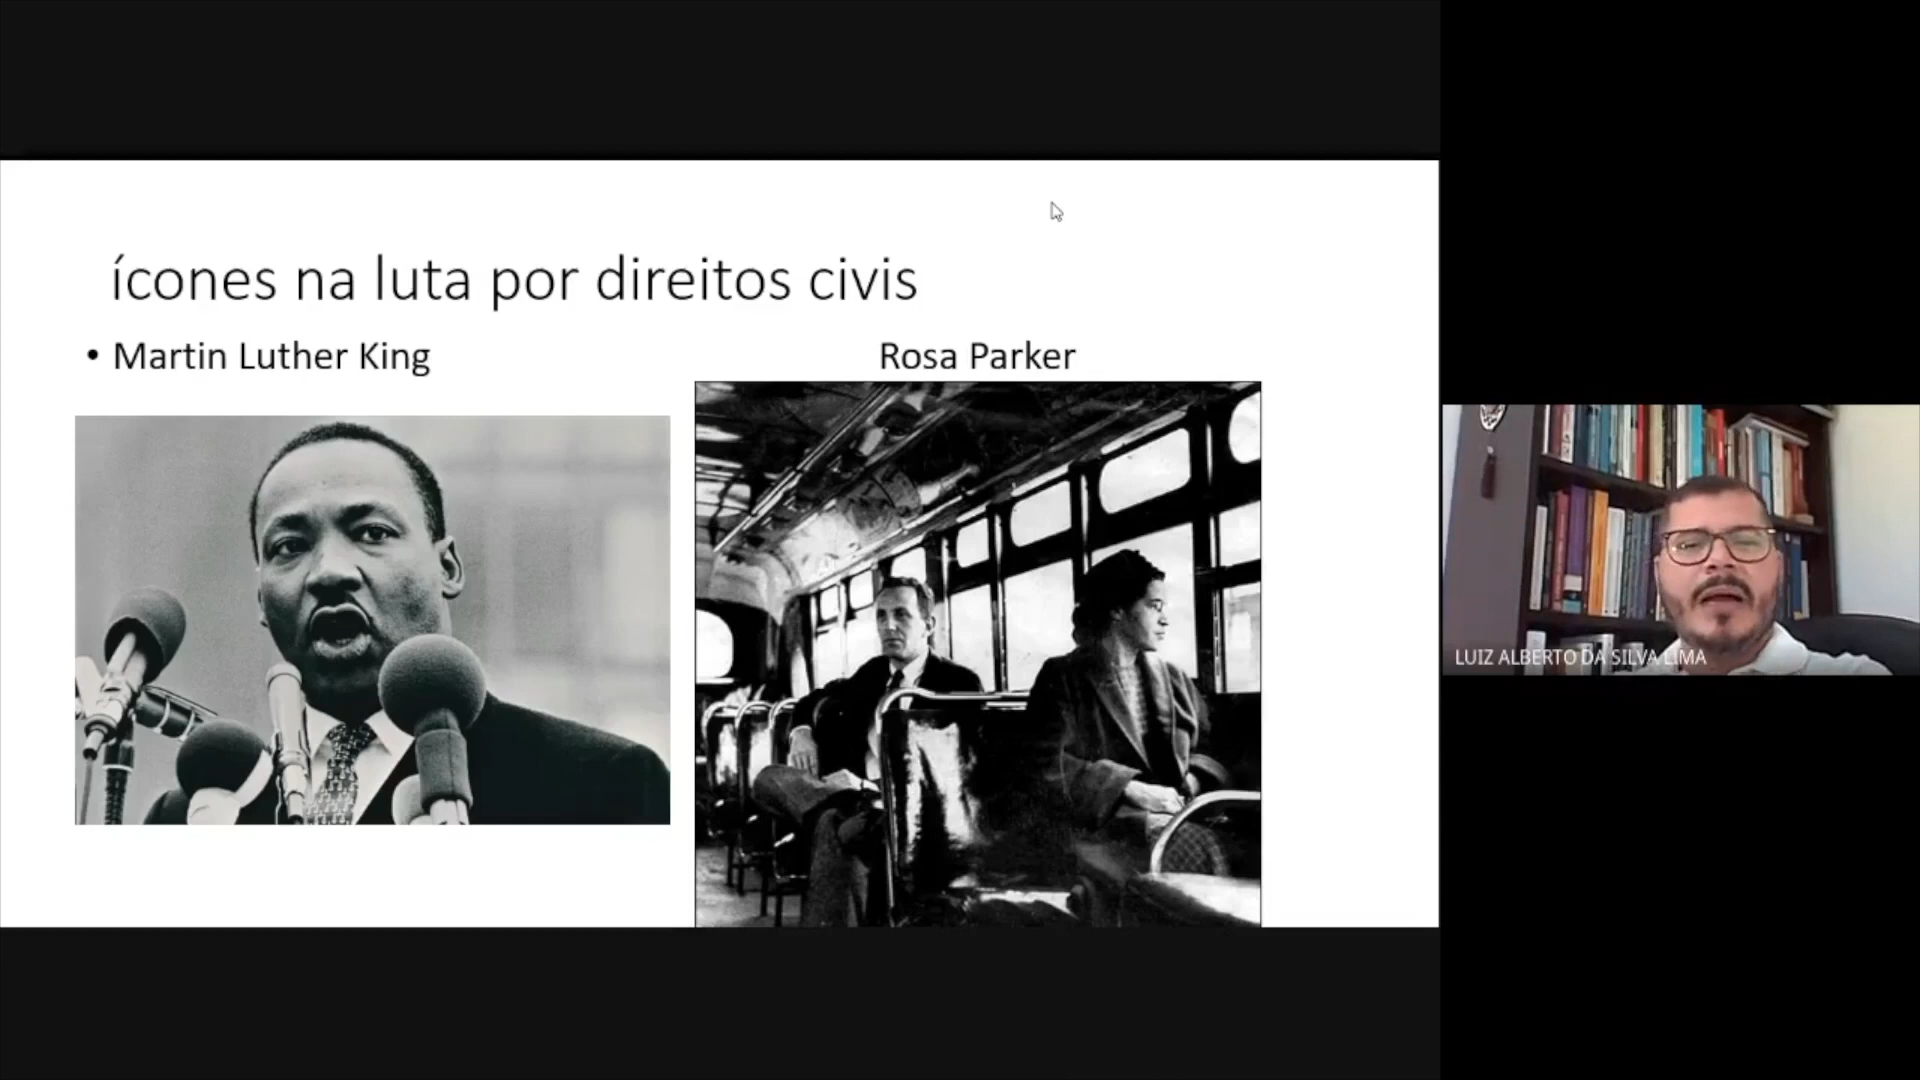 ícones na luta por direitos civis
• Martin Luther King
Rosa Parker
LUIZ ALBERTO DA SILVA LIMA